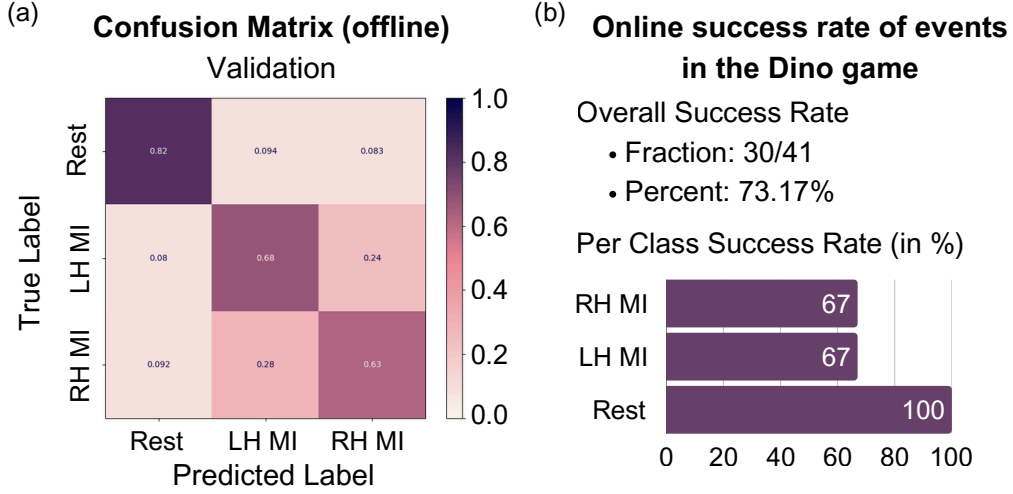 (a)
Confusion Matrix (offline)
Validation
True Label
Rest
0.82
0.094
0.083
LH MI
0.08
0.68
0.24
RH MI
0.092
0.28
0.63
Rest
LH MI
RH MI
Predicted Label
1.0
0.8
0.6
0.4
0.2
0.0
(b)
Online success rate of events
in the Dino game
Overall Success Rate
• Fraction: 30/41
• Percent: 73.17%
Per Class Success Rate (in %)
RH MI
67
LH MI
67
Rest
100
0
20
40
60
80
100